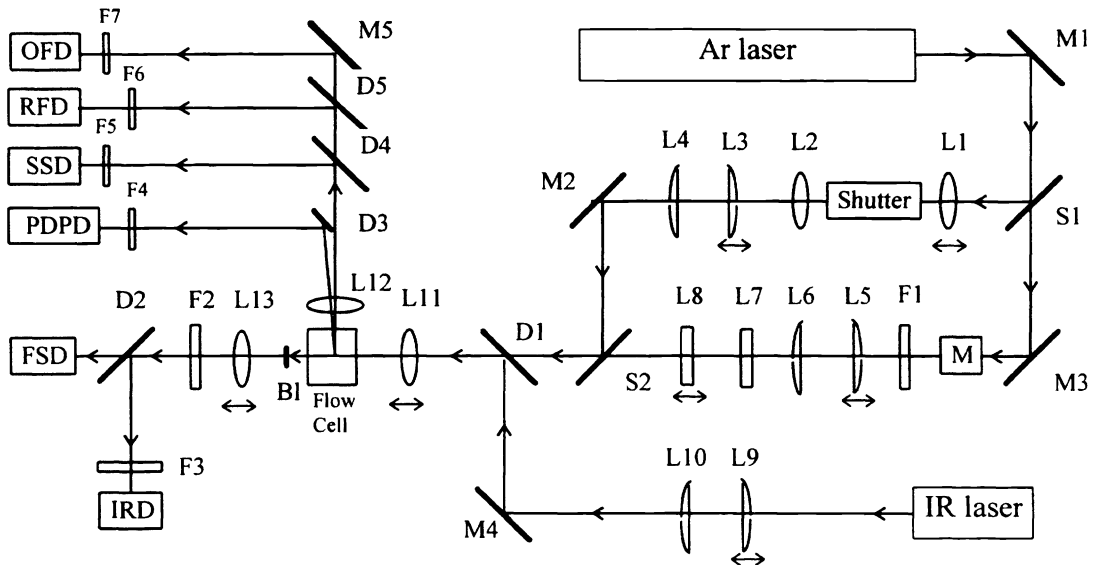 F7
M5
OFD
Ar laser
M1
F6
D5
RFD
F5
D4
L4
L3
L2
L1
M2
SSD
F4
Shutter
S1
D3
PDPD
L12
D2
F2
L13
L11
D1
L8
L7
L6
L5
F1
FSD
M
S2
M3
Bl
Flow
Cell
L10
L9
F3
IRD
M4
IR laser